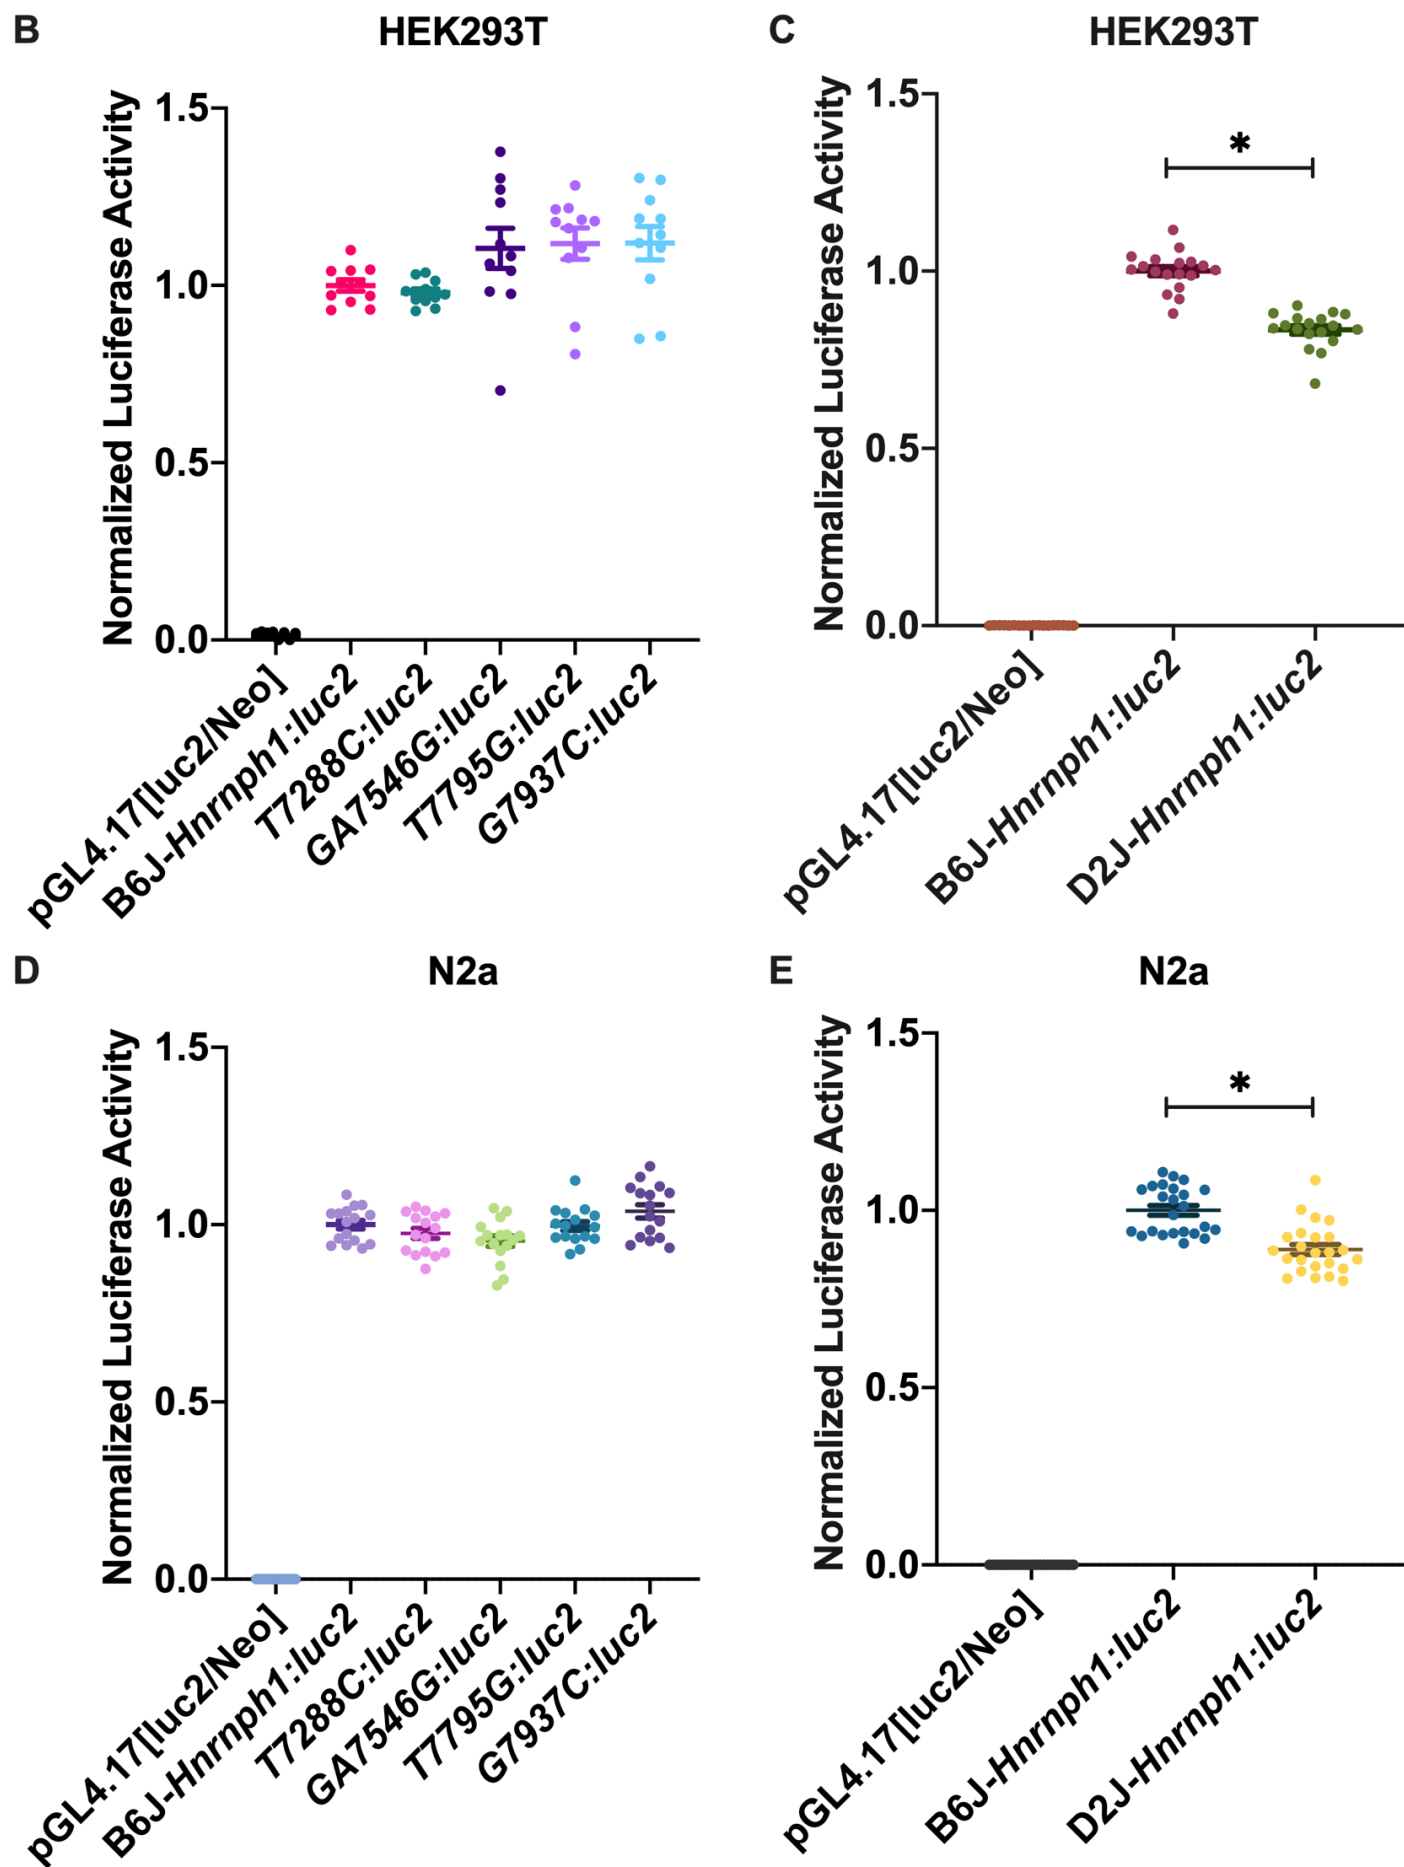 B
HEK293T
Normalized Luciferase Activity
1.5
1.0
0.5
0.0
pGL4.17[luc2/Neo]
B6J-Hnrnph1:luc2
T7288C:luc2
GA7546G:luc2
T7795G:luc2
G7937C:luc2
C
HEK293T
Normalized Luciferase Activity
1.5
1.0
0.5
0.0
*
pGL4.17[luc2/Neo]
B6J-Hnrnph1:luc2
D2J-Hnrnph1:luc2
D
N2a
Normalized Luciferase Activity
1.5
1.0
0.5
0.0
pGL4.17[luc2/Neo]
B6J-Hnrnph1:luc2
T7288C:luc2
GA7546G:luc2
T7795G:luc2
G7937C:luc2
E
N2a
Normalized Luciferase Activity
1.5
1.0
0.5
0.0
*
pGL4.17[luc2/Neo]
B6J-Hnrnph1:luc2
D2J-Hnrnph1:luc2